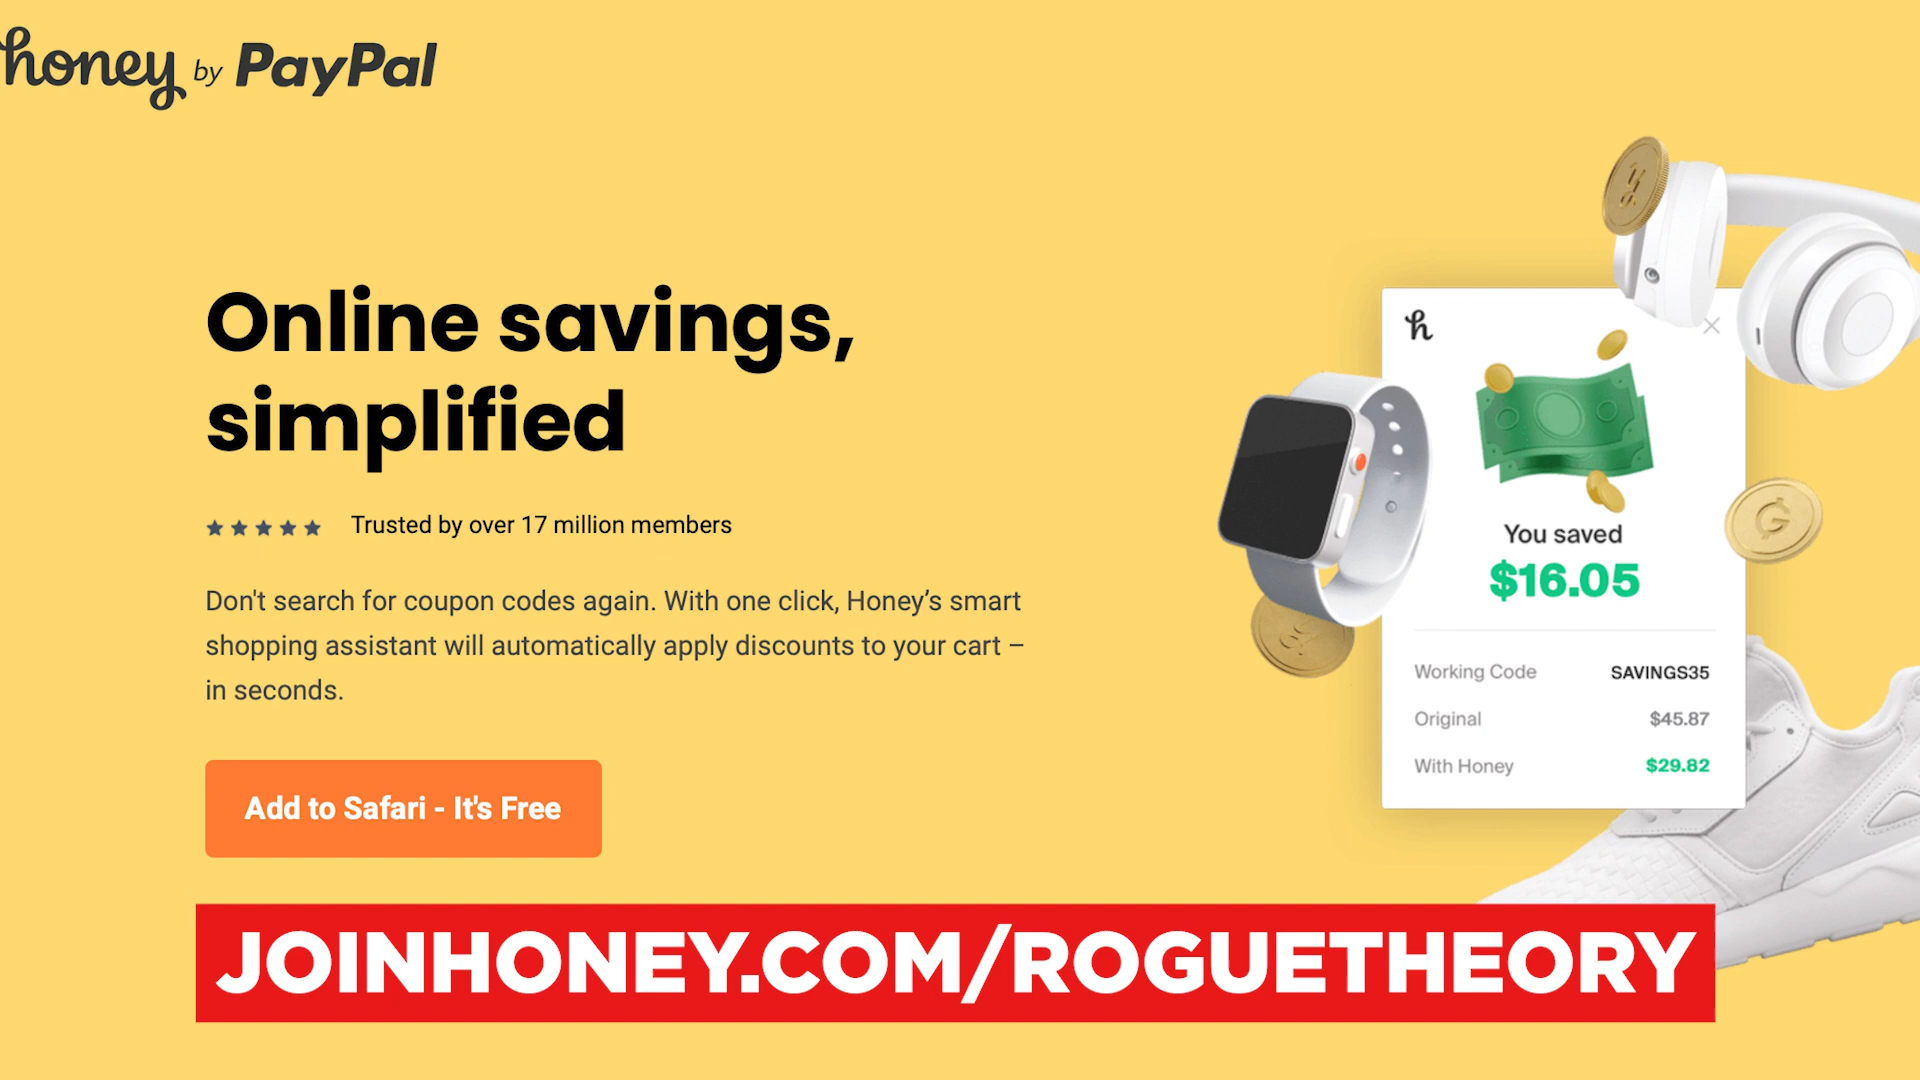 honey by PayPal
Online savings,
simplified
Trusted by over 17 million members
Don't search for coupon codes again. With one click, Honey’s smart
shopping assistant will automatically apply discounts to your cart –
in seconds.
Add to Safari - It's Free
h
You saved
$16.05
Working Code SAVINGS35
Original $45.87
With Honey $29.82
JOINHONEY.COM/ROGUETHEORY